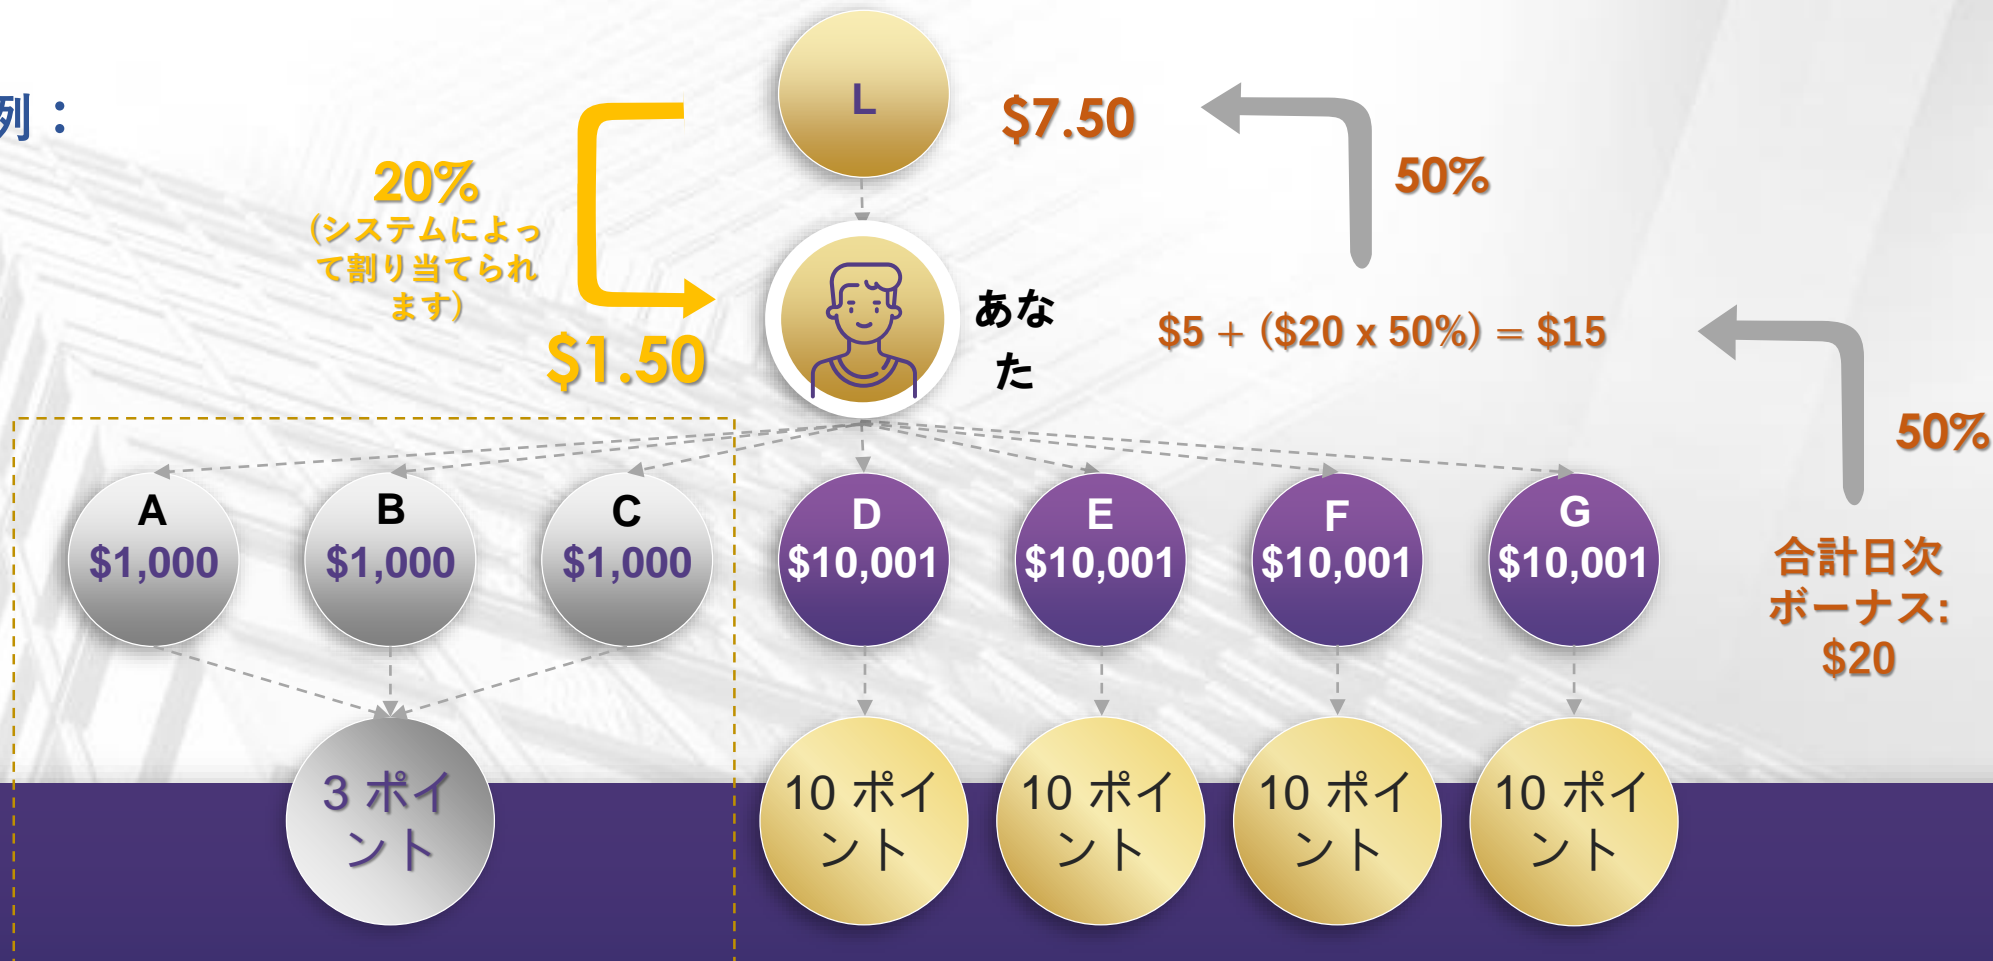 例：
L
$7.50
50%
20%
(システムによっ
て割り当てられ
ます)
$1.50
あな
た
$5 + ($20 x 50%) = $15
50%
A
$1,000
B
$1,000
C
$1,000
D
$10,001
E
$10,001
F
$10,001
G
$10,001
合計日次
ボーナス:
$20
3 ポイ
ント
10 ポイ
ント
10 ポイ
ント
10 ポイ
ント
10 ポイ
ント